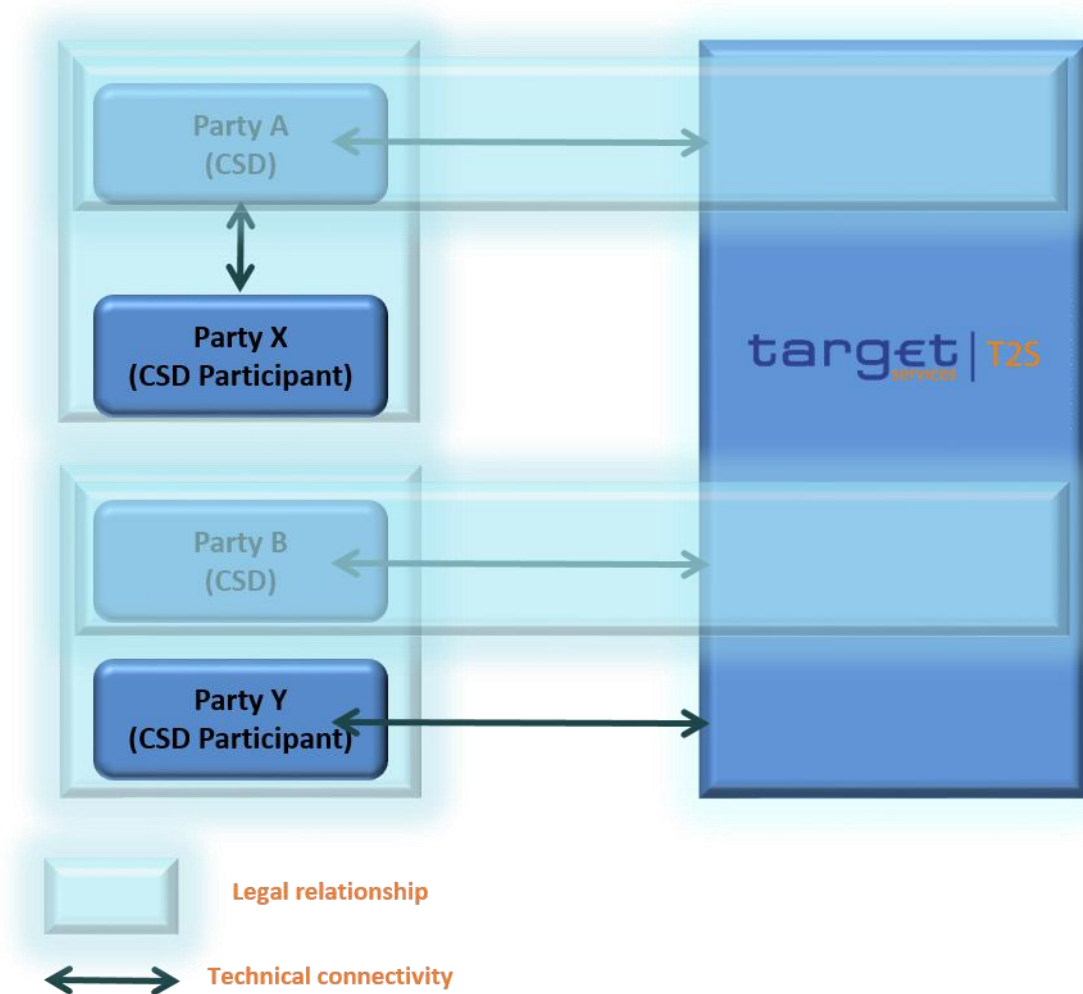 Party A
(CSD)
Party X
(CSD Participant)
target | T2S
services
Party B
(CSD)
Party Y
(CSD Participant)
Legal relationship
Technical connectivity